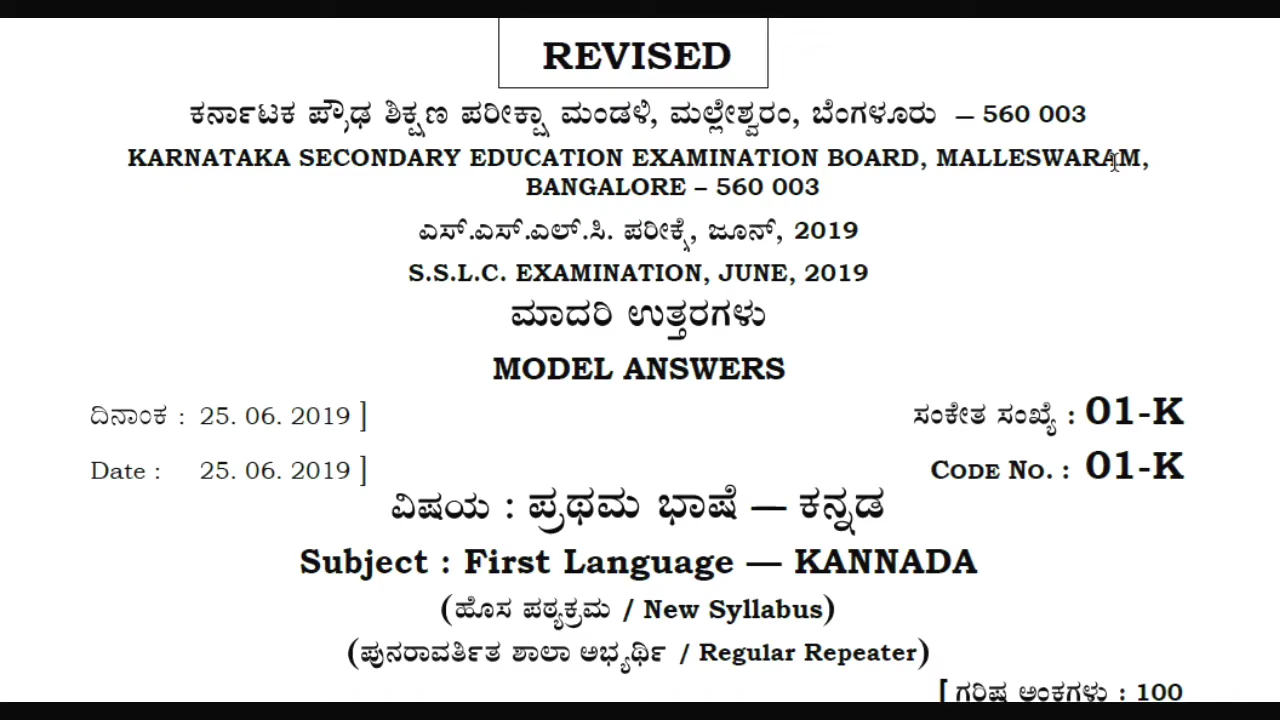 REVISED
ಕರ್ನಾಟಕ ಪ್ರೌಢ ಶಿಕ್ಷಣ ಪರೀಕ್ಷಾ ಮಂಡಳಿ, ಮಲ್ಲೇಶ್ವರಂ, ಬೆಂಗಳೂರು – 560 003
KARNATAKA SECONDARY EDUCATION EXAMINATION BOARD, MALLESWARAM,
BANGALORE – 560 003
ಎಸ್.ಎಸ್.ಎಲ್.ಸಿ. ಪರೀಕ್ಷೆ, ಜೂನ್, 2019
S.S.L.C. EXAMINATION, JUNE, 2019
ಮಾದರಿ ಉತ್ತರಗಳು
MODEL ANSWERS
ದಿನಾಂಕ : 25. 06. 2019 ] ಸಂಕೇತ ಸಂಖ್ಯೆ : 01-K
Date : 25. 06. 2019 ] CODE NO. : 01-K
ವಿಷಯ : ಪ್ರಥಮ ಭಾಷೆ — ಕನ್ನಡ
Subject : First Language — KANNADA
(ಹೊಸ ಪಠ್ಯಕ್ರಮ / New Syllabus)
(ಪುನರಾವರ್ತಿತ ಶಾಲಾ ಅಭ್ಯರ್ಥಿ / Regular Repeater)
[ ಗರಿಷ್ಠ ಅಂಕಗಳು : 100